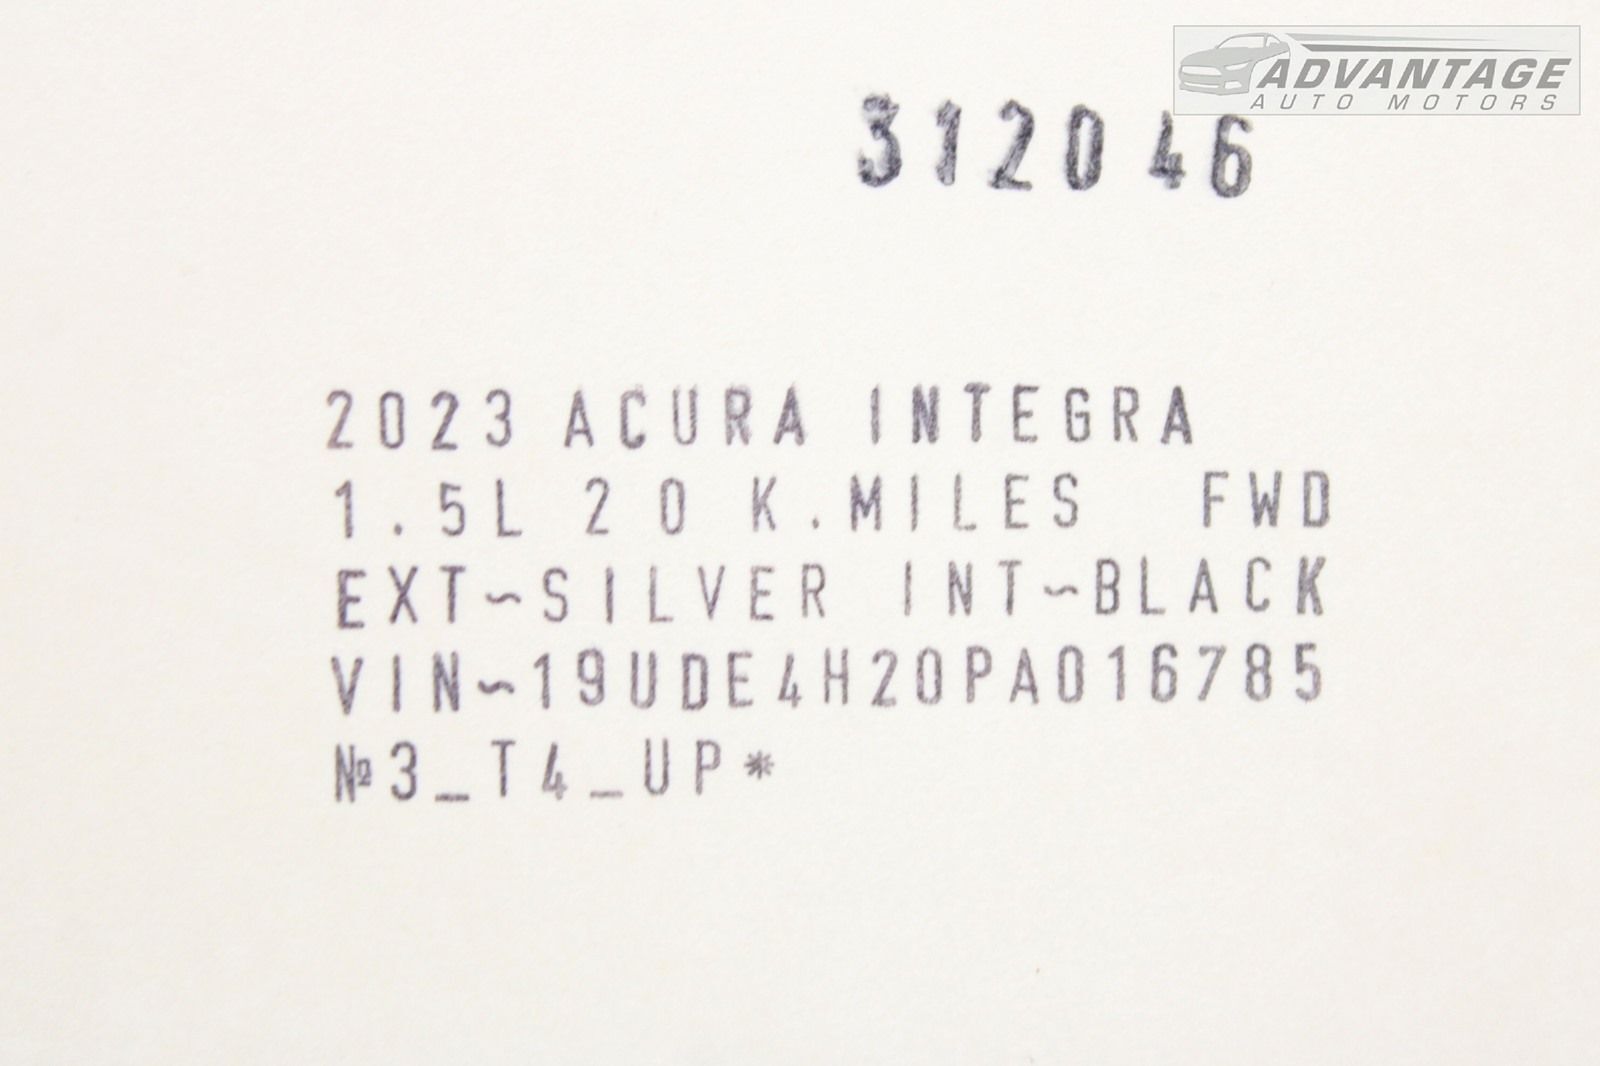 ADVANTAGE
AUTO MOTORS
312046
2023 ACURA INTEGRA
1.5L 20 K.MILES FWD
EXT~SILVER INT~BLACK
VIN~19UDE4H20PA016785
№3_T4_UP*